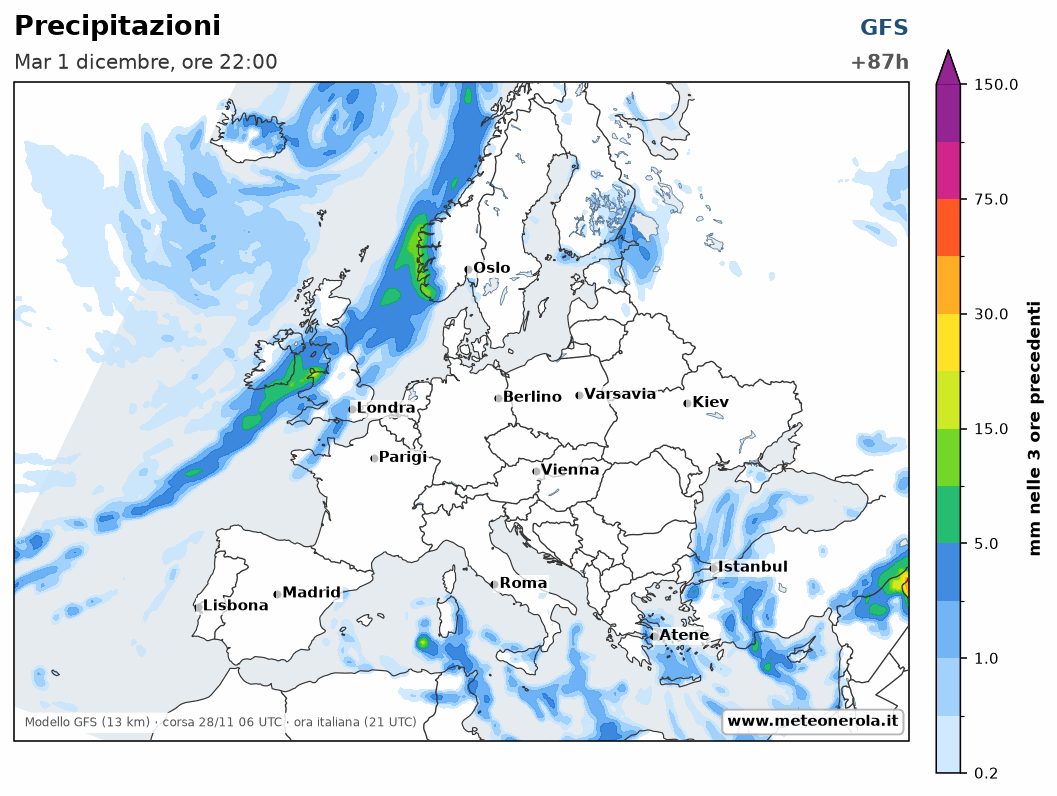 Precipitazioni
GFS
Mar 1 dicembre, ore 22:00
+87h
150.0
75.0
30.0
15.0
5.0
1.0
0.2
mm nelle 3 ore precedenti
Oslo
Berlino
Varsavia
Kiev
Londra
Parigi
Vienna
Istanbul
Roma
Madrid
Lisbona
Atene
Modello GFS (13 km) · corsa 28/11 06 UTC · ora italiana (21 UTC)
www.meteonerola.it